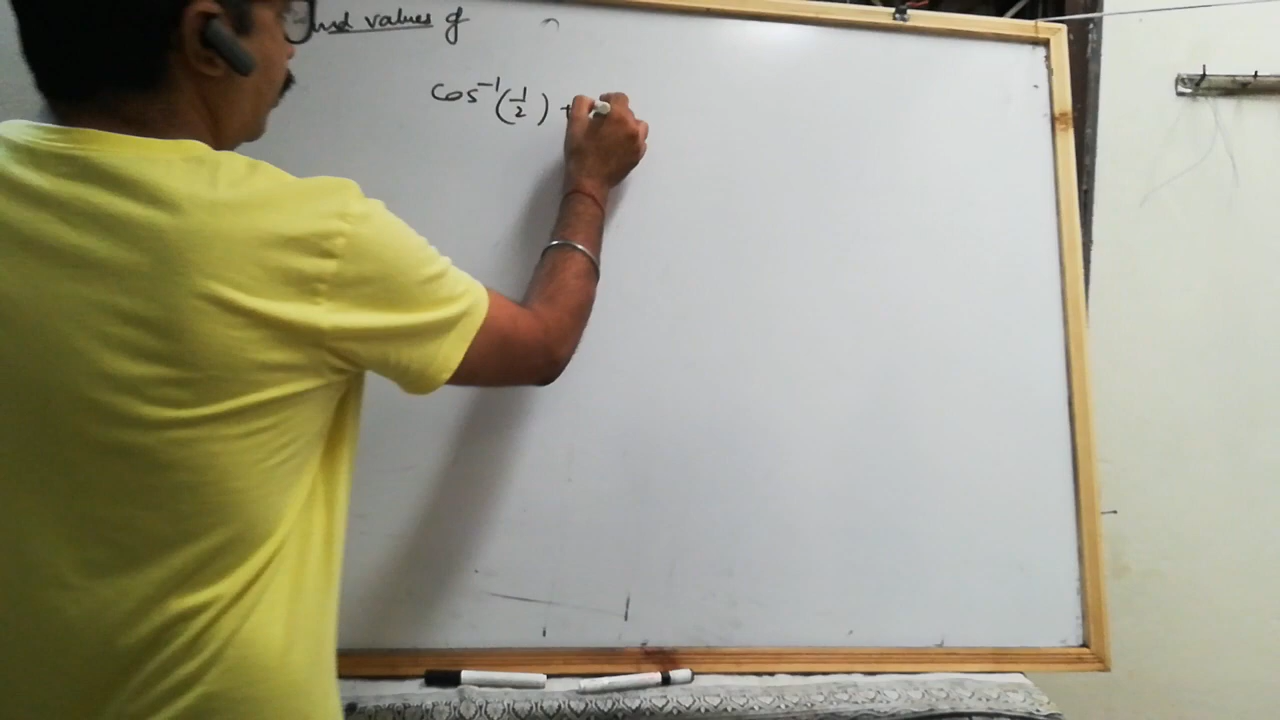 values of
cos⁻¹(1/2) +